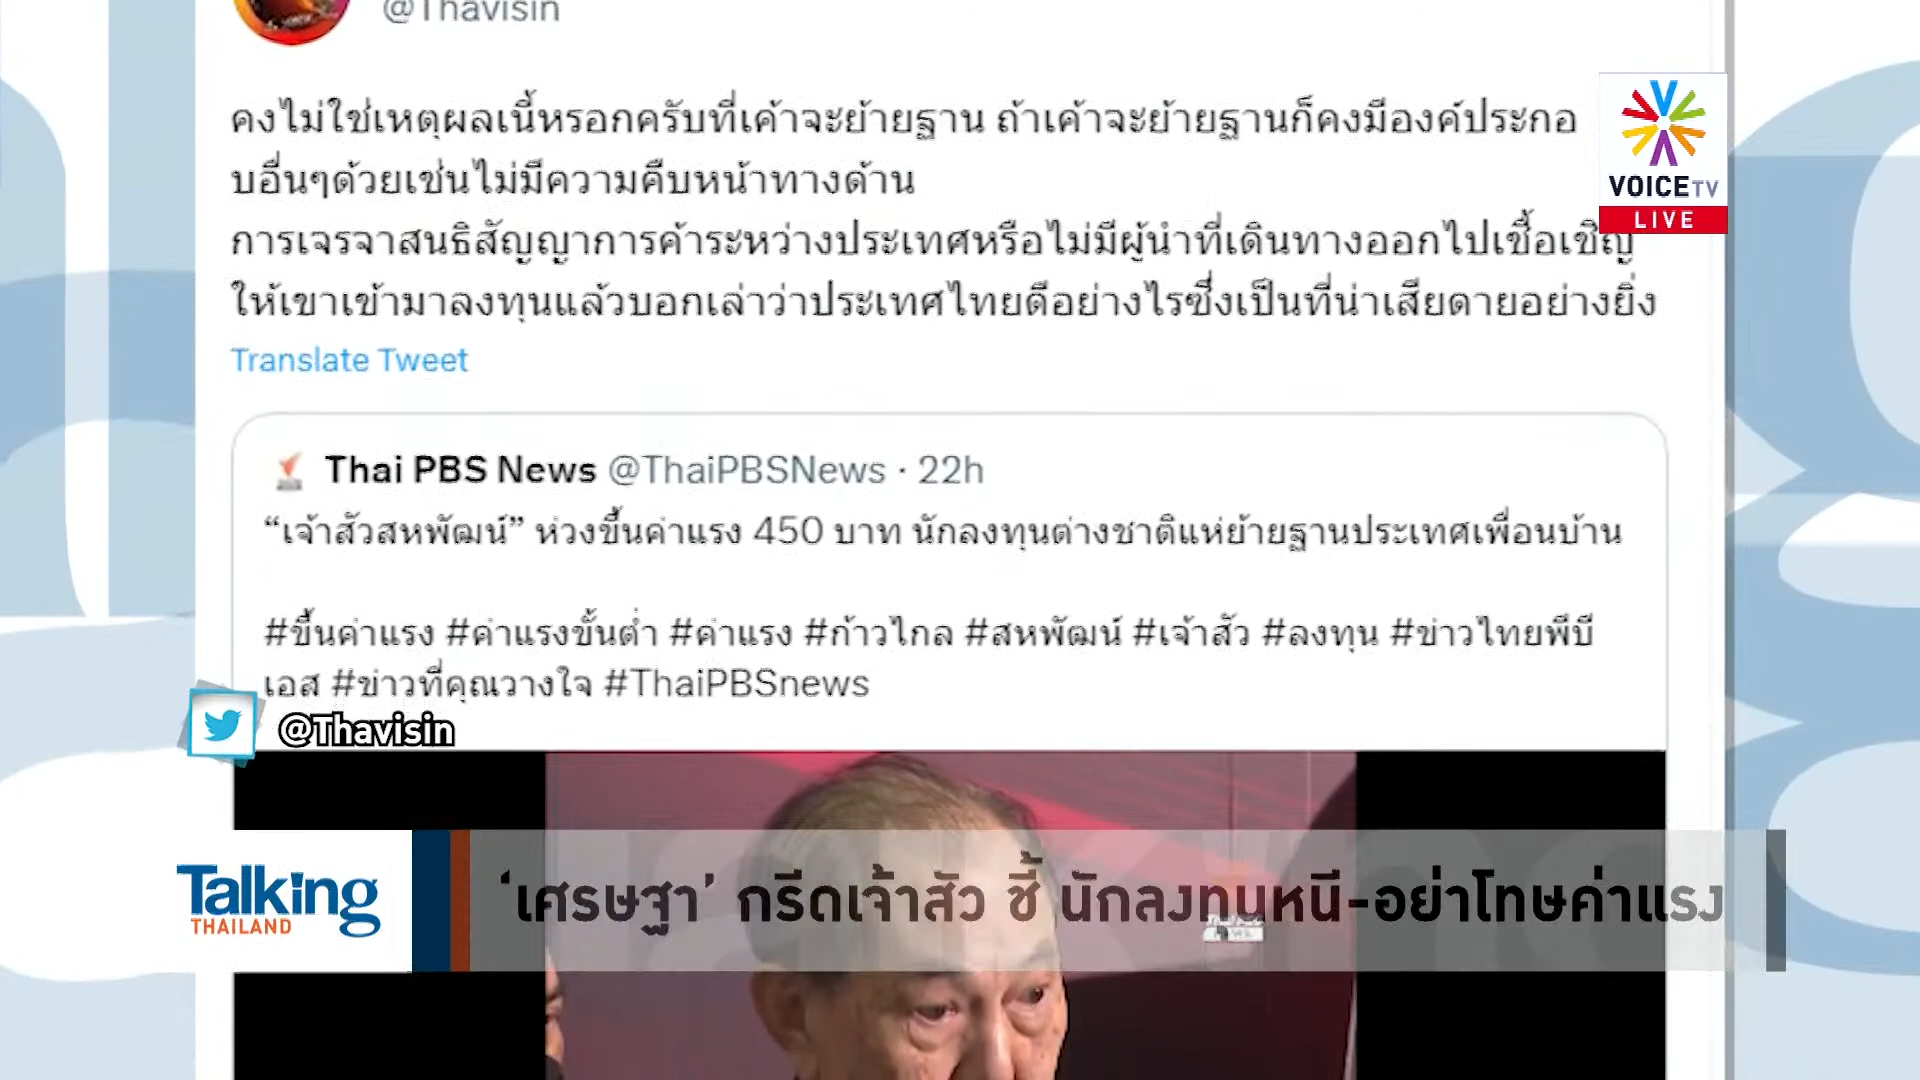 @Thavisin
คงไม่ใช่เหตุผลเนี้หรอกครับที่เค้าจะย้ายฐาน ถ้าเค้าจะย้ายฐานก็คงมีองค์ประกอ
บอื่นๆด้วยเช่นไม่มีความคืบหน้าทางด้าน
การเจรจาสนธิสัญญาการค้าระหว่างประเทศหรือไม่มีผู้นำที่เดินทางออกไปเชื้อเชิญ
ให้เขาเข้ามาลงทุนแล้วบอกเล่าว่าประเทศไทยดีอย่างไรซึ่งเป็นที่น่าเสียดายอย่างยิ่ง
Translate Tweet
VOICE TV
LIVE
Thai PBS News @ThaiPBSNews · 22h
“เจ้าสัวสหพัฒน์” ห่วงขึ้นค่าแรง 450 บาท นักลงทุนต่างชาติแห่ย้ายฐานประเทศเพื่อนบ้าน
#ขึ้นค่าแรง #ค่าแรงขั้นต่ำ #ค่าแรง #ก้าวไกล #สหพัฒน์ #เจ้าสัว #ลงทุน #ข่าวไทยพีบี
เอส #ข่าวที่คุณวางใจ #ThaiPBSnews
@Thavisin
Talking
THAILAND
‘เศรษฐา’ กรีดเจ้าสัว ชี้ นักลงทุนหนี-อย่าโทษค่าแรง